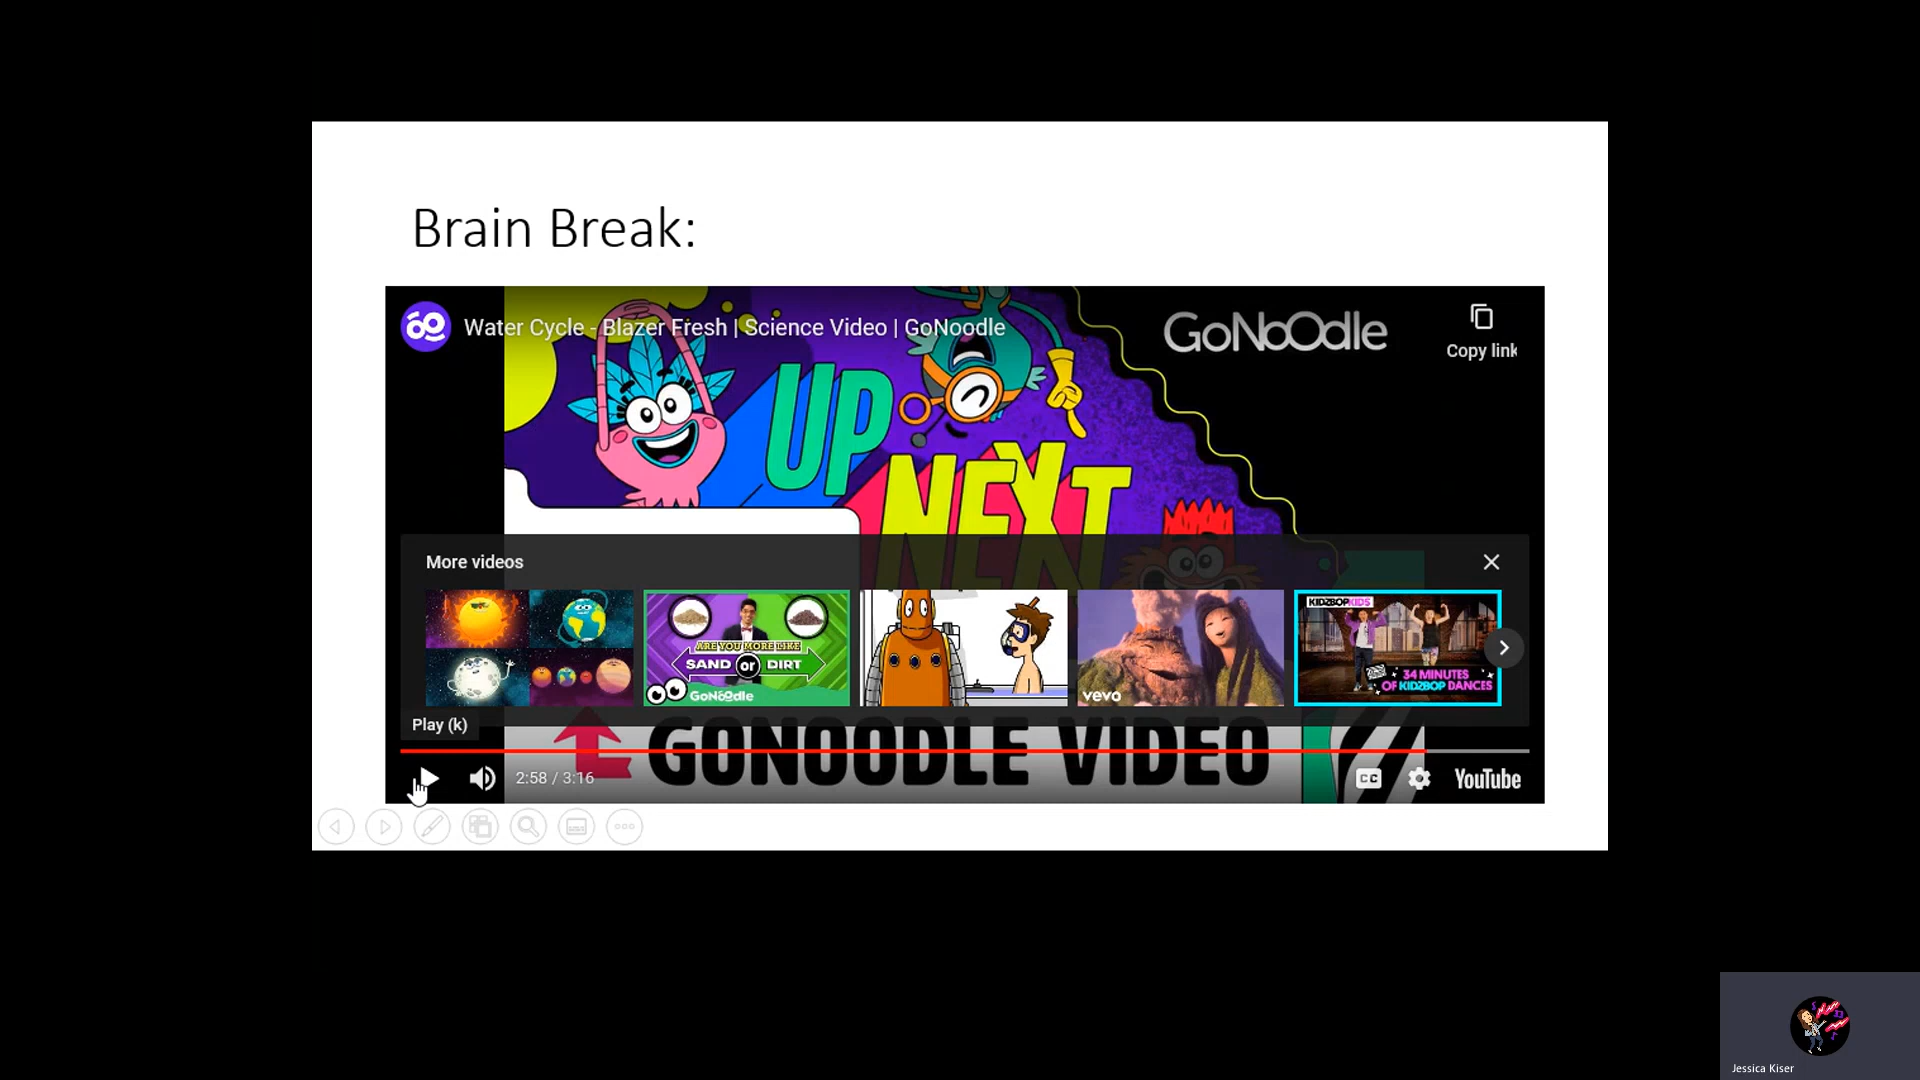 Brain Break:
Water Cycle - Blazer Fresh | Science Video | GoNoodle
GoNoOdle
Copy link
UP
NEXT
More videos
ARE YOU MORE LIKE
SAND or DIRT
GoNoodle
vevo
KIDZBOPKIDS
34 MINUTES
OF KIDZBOP DANCES
Play (k)
GONOODLE VIDEO
2:58 / 3:16
CC
YouTube
Jessica Kiser